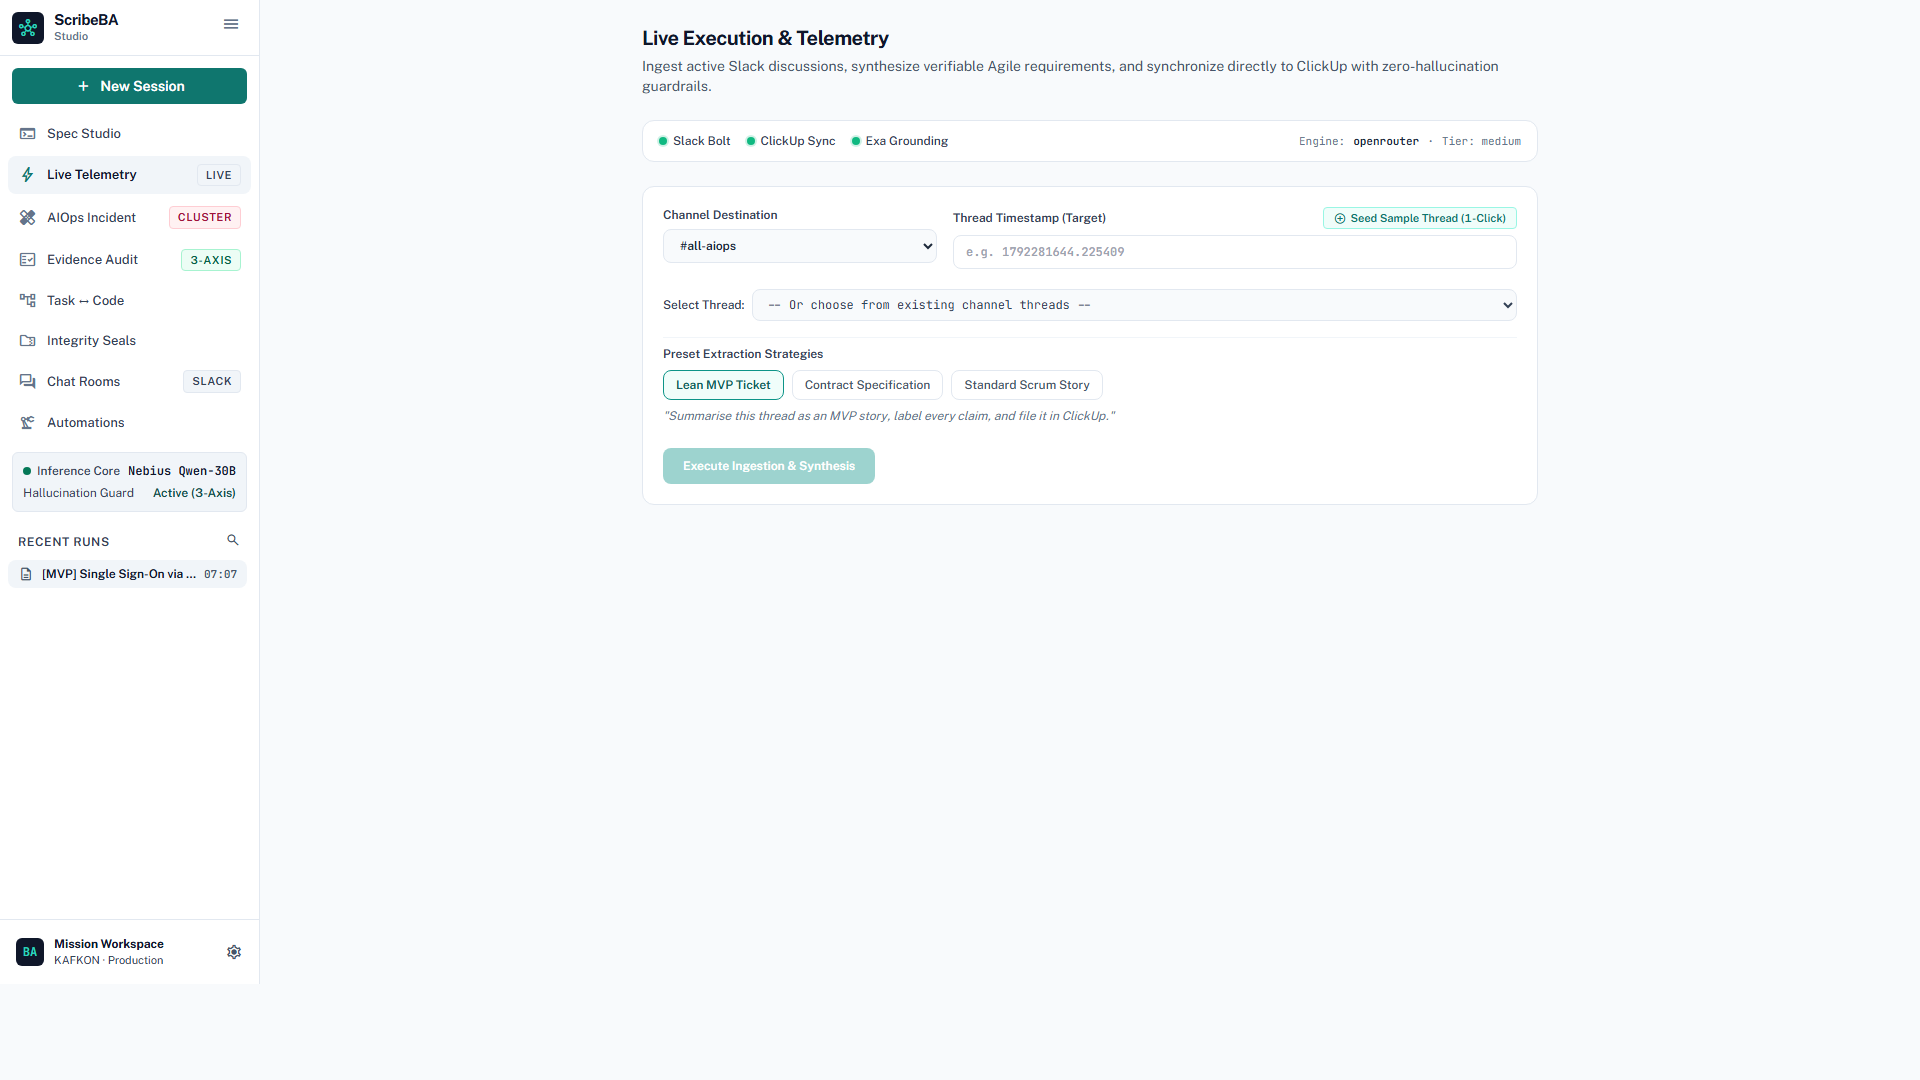 ScribeBA
Studio
+ New Session
Spec Studio
Live Telemetry LIVE
AIOps Incident CLUSTER
Evidence Audit 3-AXIS
Task ↔ Code
Integrity Seals
Chat Rooms SLACK
Automations
Inference Core Nebius Qwen-30B
Hallucination Guard Active (3-Axis)
RECENT RUNS
[MVP] Single Sign-On via ... 07:07
BA
Mission Workspace
KAFKON · Production
Live Execution & Telemetry
Ingest active Slack discussions, synthesize verifiable Agile requirements, and synchronize directly to ClickUp with zero-hallucination
guardrails.
Slack Bolt ClickUp Sync Exa Grounding Engine: openrouter · Tier: medium
Channel Destination
#all-aiops
Thread Timestamp (Target) Seed Sample Thread (1-Click)
e.g. 1792281644.225409
Select Thread: -- Or choose from existing channel threads --
Preset Extraction Strategies
Lean MVP Ticket Contract Specification Standard Scrum Story
"Summarise this thread as an MVP story, label every claim, and file it in ClickUp."
Execute Ingestion & Synthesis